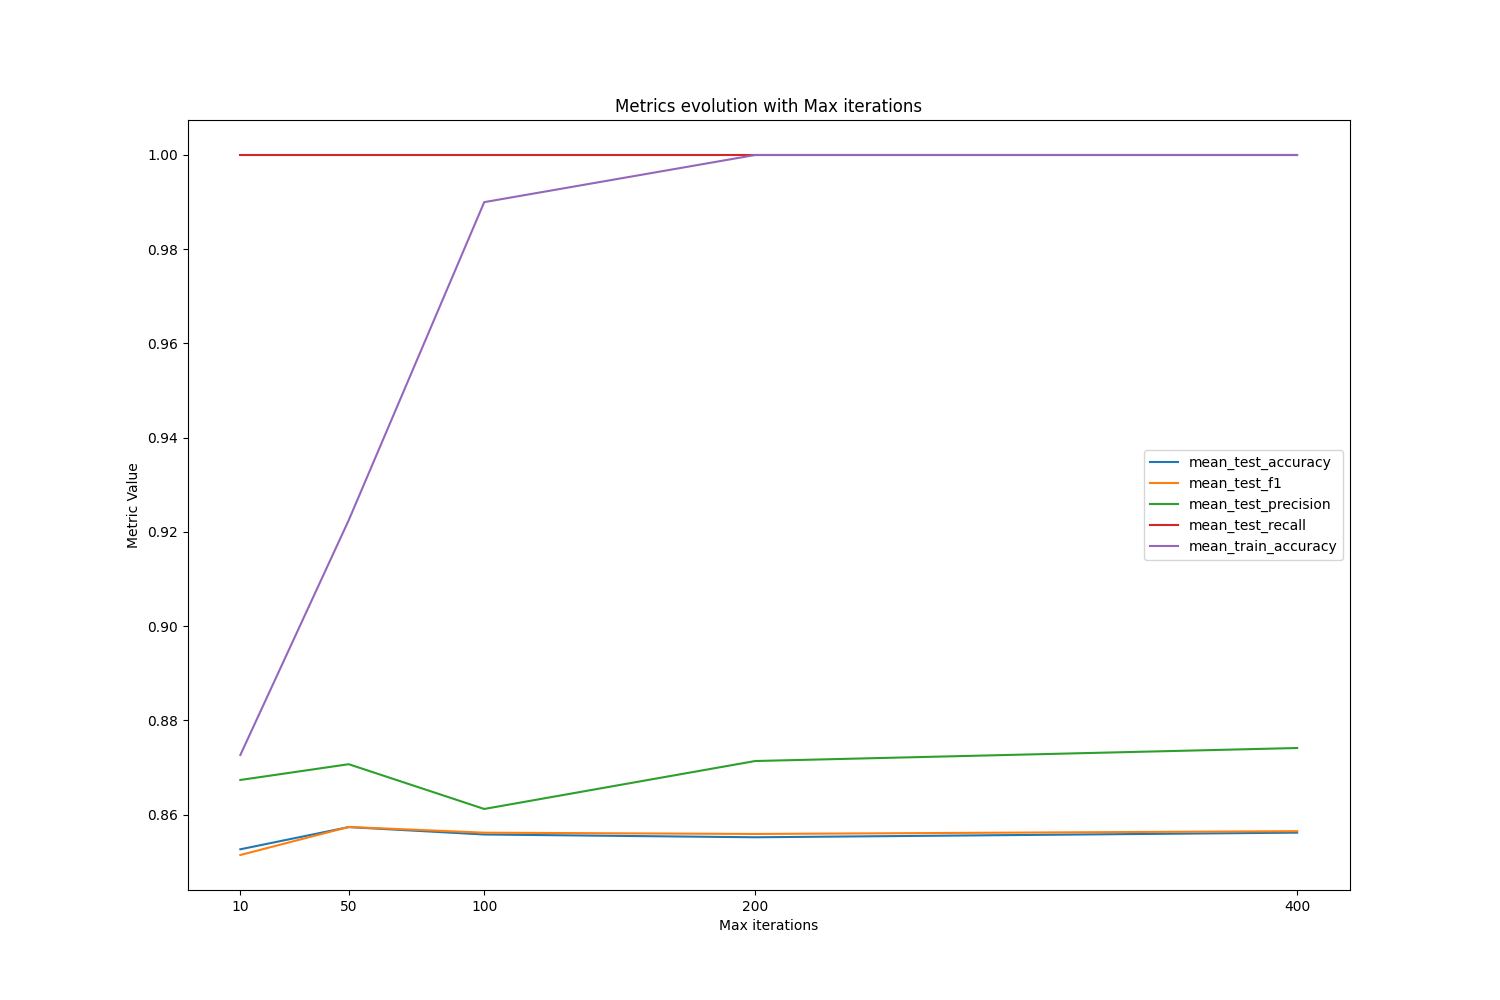 Metrics evolution with Max iterations
1.00
0.98
0.96
0.94
0.92
0.90
0.88
0.86
Metric Value
mean_test_accuracy
mean_test_f1
mean_test_precision
mean_test_recall
mean_train_accuracy
10 50 100 200 400
Max iterations